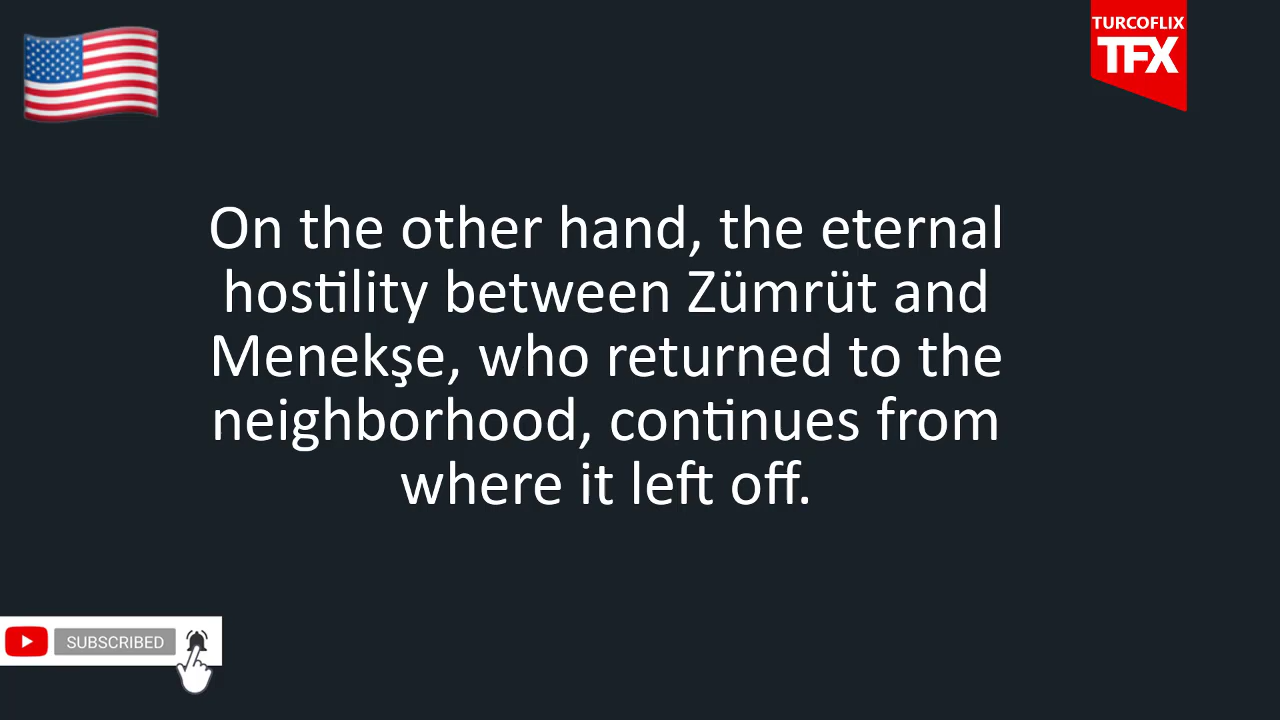 TURCOFLIX
TFX
On the other hand, the eternal
hostility between Zümrüt and
Menekşe, who returned to the
neighborhood, continues from
where it left off.
SUBSCRIBED